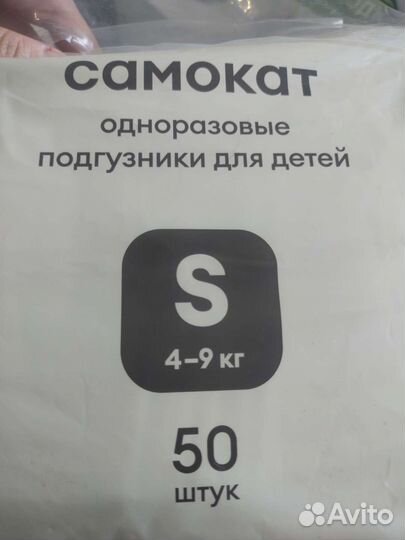 самокат
одноразовые
подгузники для детей
S
4–9 кг
50
штук
Avito